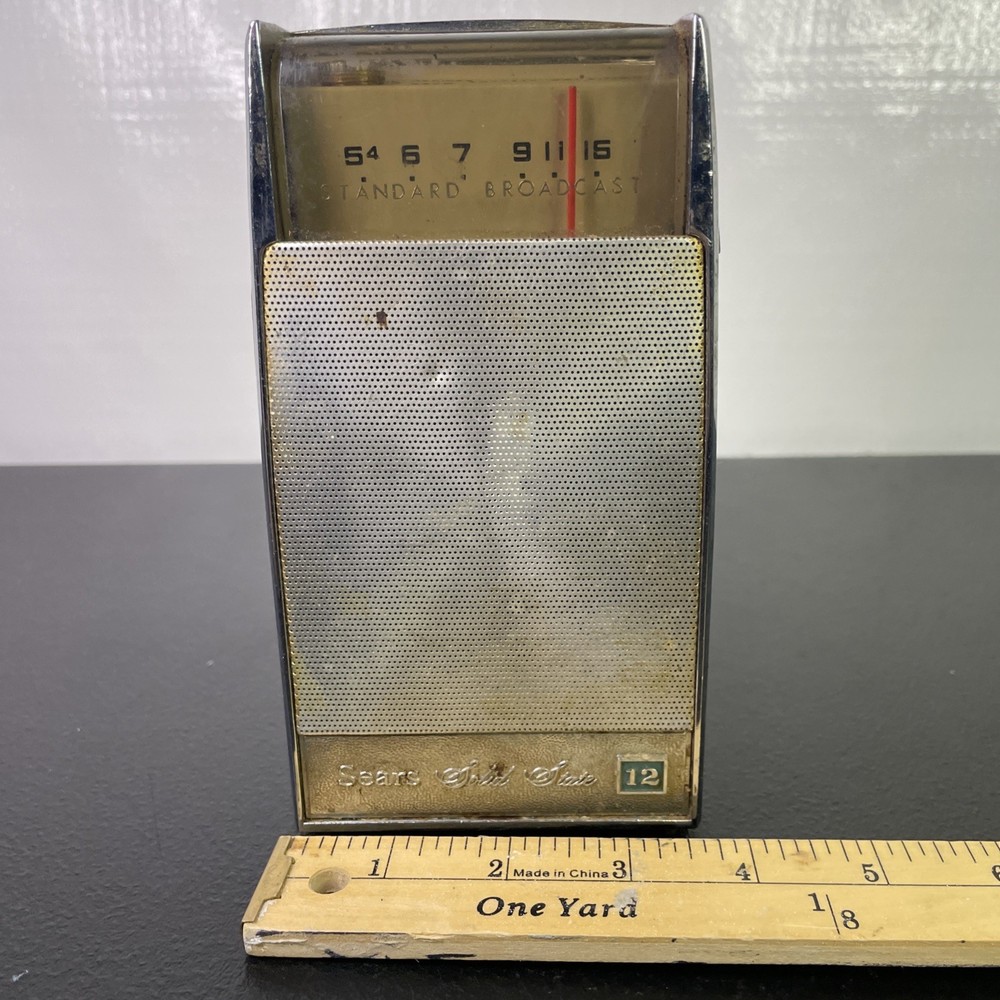 54 6 7 9 11 16
STANDARD BROADCAST
Sears Solid State 12
1 2 3 4 5 6
Made in China
One Yard 1/8